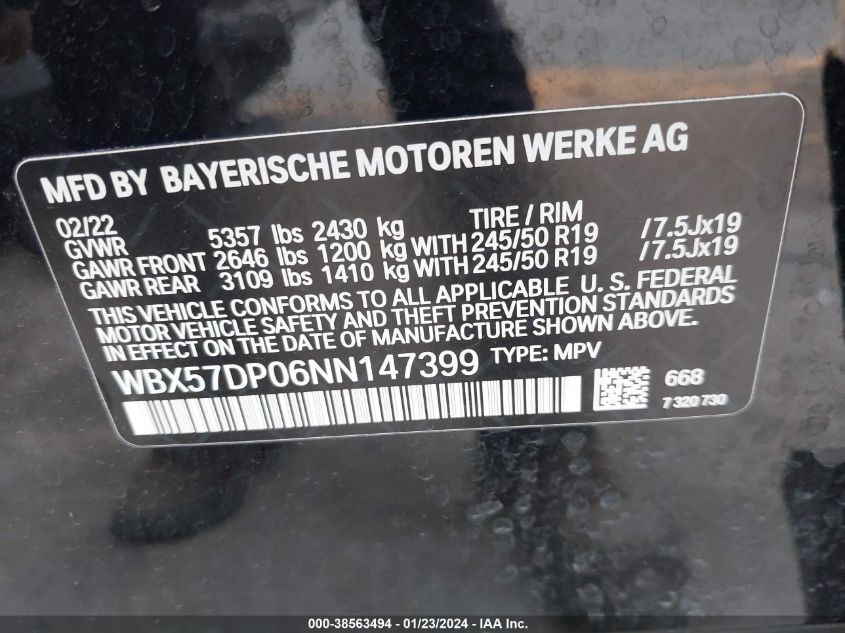 MFD BY BAYERISCHE MOTOREN WERKE AG
02/22 TIRE / RIM
GVWR 5357 lbs 2430 kg
GAWR FRONT 2646 lbs 1200 kg WITH 245/50 R19 /7.5Jx19
GAWR REAR 3109 lbs 1410 kg WITH 245/50 R19 /7.5Jx19
THIS VEHICLE CONFORMS TO ALL APPLICABLE U. S. FEDERAL
MOTOR VEHICLE SAFETY AND THEFT PREVENTION STANDARDS
IN EFFECT ON THE DATE OF MANUFACTURE SHOWN ABOVE.
WBX57DP06NN147399 TYPE: MPV
668
7 320 730
000-38563494 / 01/23/2024 - IAA Inc.